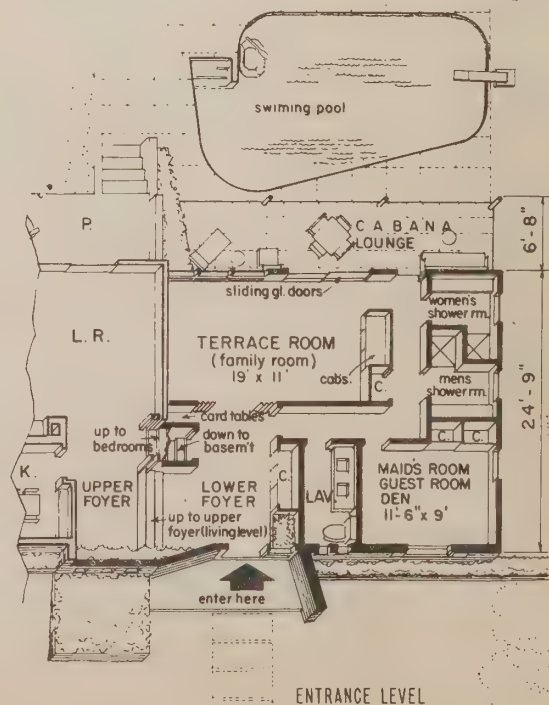 swiming pool
P.
CABANA
LOUNGE
6'-8"
sliding gl. doors
women's
shower rm.
L. R.
TERRACE ROOM
(family room)
19' x 11'
cabs.
C.
mens
shower rm.
24'-9"
card tables
up to
bedrooms
down to
basem't
C.
C.
K.
UPPER
FOYER
LOWER
FOYER
C.
LAV.
MAID'S ROOM
GUEST ROOM
DEN
11'-6" x 9'
up to upper
foyer (living level)
enter here
ENTRANCE LEVEL